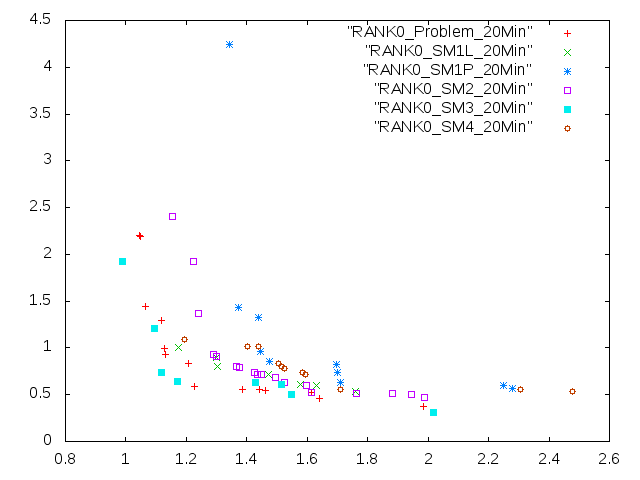 4.5
4
3.5
3
2.5
2
1.5
1
0.5
0
"RANK0_Problem_20Min"
"RANK0_SM1L_20Min"
"RANK0_SM1P_20Min"
"RANK0_SM2_20Min"
"RANK0_SM3_20Min"
"RANK0_SM4_20Min"
0.8 1 1.2 1.4 1.6 1.8 2 2.2 2.4 2.6